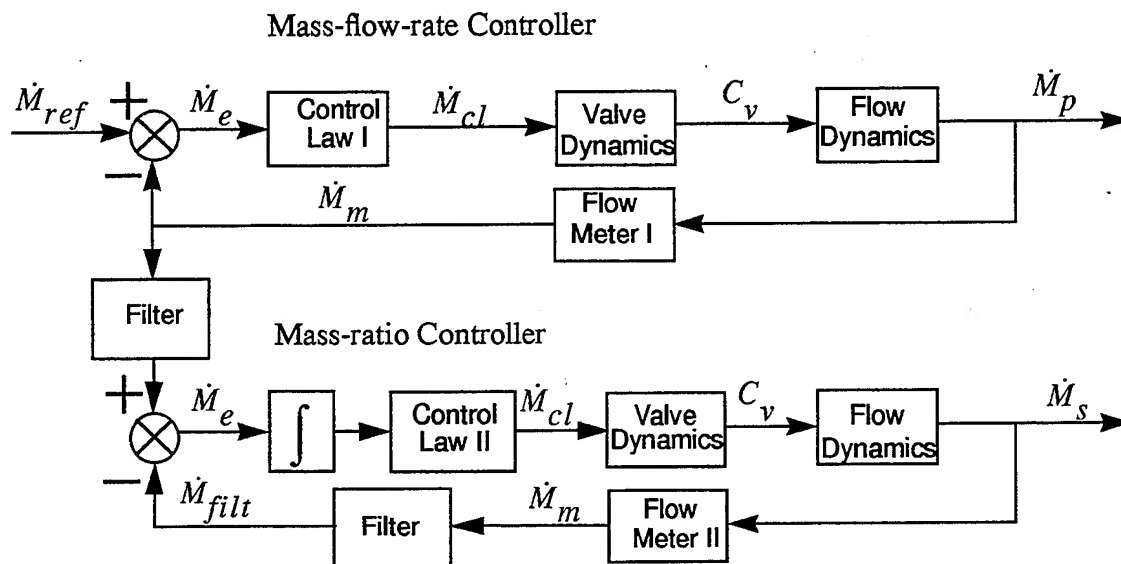 Mass-flow-rate Controller
Ṁref
+
Ṁe
Control
Law I
Ṁcl
Valve
Dynamics
Cv
Flow
Dynamics
Ṁp
−
Ṁm
Flow
Meter I
Filter
Mass-ratio Controller
+
Ṁe
∫
Control
Law II
Ṁcl
Valve
Dynamics
Cv
Flow
Dynamics
Ṁs
−
Ṁfilt
Filter
Ṁm
Flow
Meter II